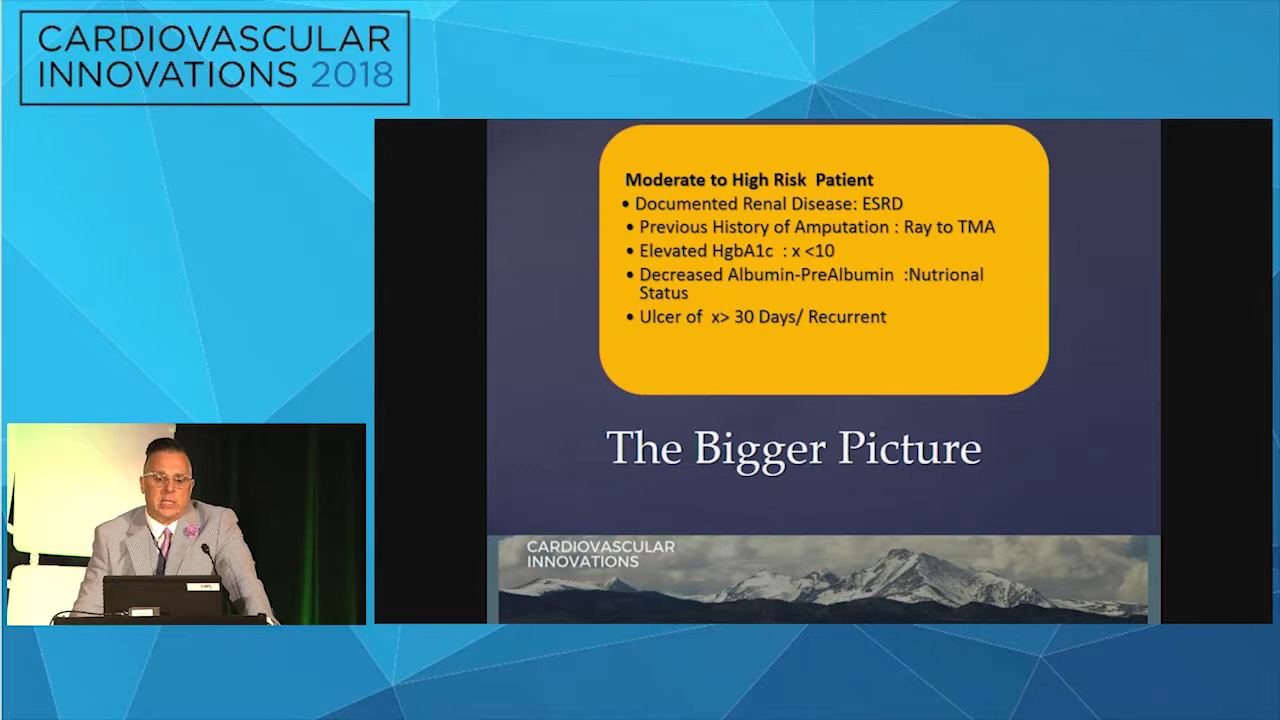 CARDIOVASCULAR
INNOVATIONS 2018
Moderate to High Risk Patient
• Documented Renal Disease: ESRD
• Previous History of Amputation : Ray to TMA
• Elevated HgbA1c : x <10
• Decreased Albumin-PreAlbumin :Nutrional
Status
• Ulcer of x> 30 Days/ Recurrent
The Bigger Picture
CARDIOVASCULAR
INNOVATIONS